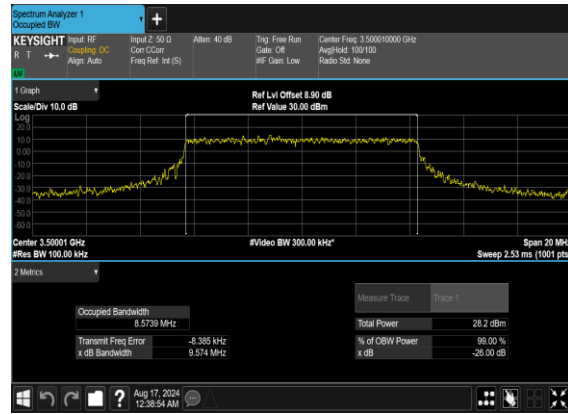 Spectrum Analyzer 1
Occupied BW
+
KEYSIGHT Input: RF Input Z: 50 Ω Atten: 40 dB Trig: Free Run Center Freq: 3.500010000 GHz
R T Coupling: DC Corr CCorr Gate: Off Avg|Hold: 100/100
Align: Auto Freq Ref: Int (S) #IF Gain: Low Radio Std: None
LW
1 Graph Ref Lvl Offset 8.90 dB
Scale/Div 10.0 dB Ref Value 30.00 dBm
Log
20.0
10.0
0.00
-10.0
-20.0
-30.0
-40.0
-50.0
-60.0
Center 3.50001 GHz #Video BW 300.00 kHz* Span 20 MHz
#Res BW 100.00 kHz Sweep 2.53 ms (1001 pts
2 Metrics
Measure Trace Trace 1
Occupied Bandwidth
8.5739 MHz Total Power 28.2 dBm
Transmit Freq Error -8.385 kHz % of OBW Power 99.00 %
x dB Bandwidth 9.574 MHz x dB -26.00 dB
? Aug 17, 2024
12:38:54 AM